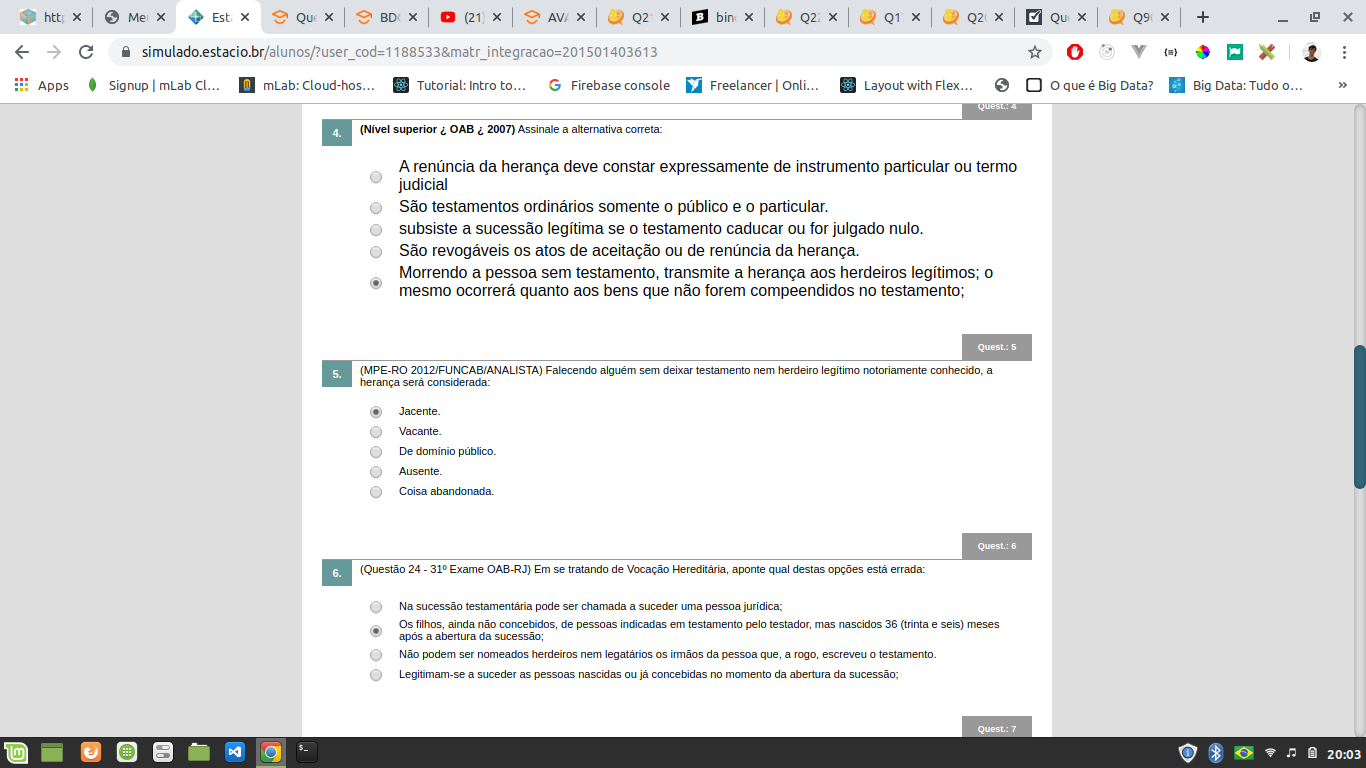 http
Me
Est
Que
BDO
(21)
AVA
Q2
bin
Q22
Q1
Q20
Que
Q90
simulado.estacio.br/alunos/?user_cod=1188533&matr_integracao=201501403613
Apps
Signup | mLab Cl...
mLab: Cloud-hos...
Tutorial: Intro to...
Firebase console
Freelancer | Onli...
Layout with Flex...
O que é Big Data?
Big Data: Tudo o...
»
Quest.: 4
4.
(Nível superior ¿ OAB ¿ 2007) Assinale a alternativa correta:
A renúncia da herança deve constar expressamente de instrumento particular ou termo
judicial
São testamentos ordinários somente o público e o particular.
subsiste a sucessão legítima se o testamento caducar ou for julgado nulo.
São revogáveis os atos de aceitação ou de renúncia da herança.
Morrendo a pessoa sem testamento, transmite a herança aos herdeiros legítimos; o
mesmo ocorrerá quanto aos bens que não forem compeendidos no testamento;
Quest.: 5
5.
(MPE-RO 2012/FUNCAB/ANALISTA) Falecendo alguém sem deixar testamento nem herdeiro legítimo notoriamente conhecido, a
herança será considerada:
Jacente.
Vacante.
De domínio público.
Ausente.
Coisa abandonada.
Quest.: 6
6.
(Questão 24 - 31º Exame OAB-RJ) Em se tratando de Vocação Hereditária, aponte qual destas opções está errada:
Na sucessão testamentária pode ser chamada a suceder uma pessoa jurídica;
Os filhos, ainda não concebidos, de pessoas indicadas em testamento pelo testador, mas nascidos 36 (trinta e seis) meses
após a abertura da sucessão;
Não podem ser nomeados herdeiros nem legatários os irmãos da pessoa que, a rogo, escreveu o testamento.
Legitimam-se a suceder as pessoas nascidas ou já concebidas no momento da abertura da sucessão;
Quest.: 7
20:03